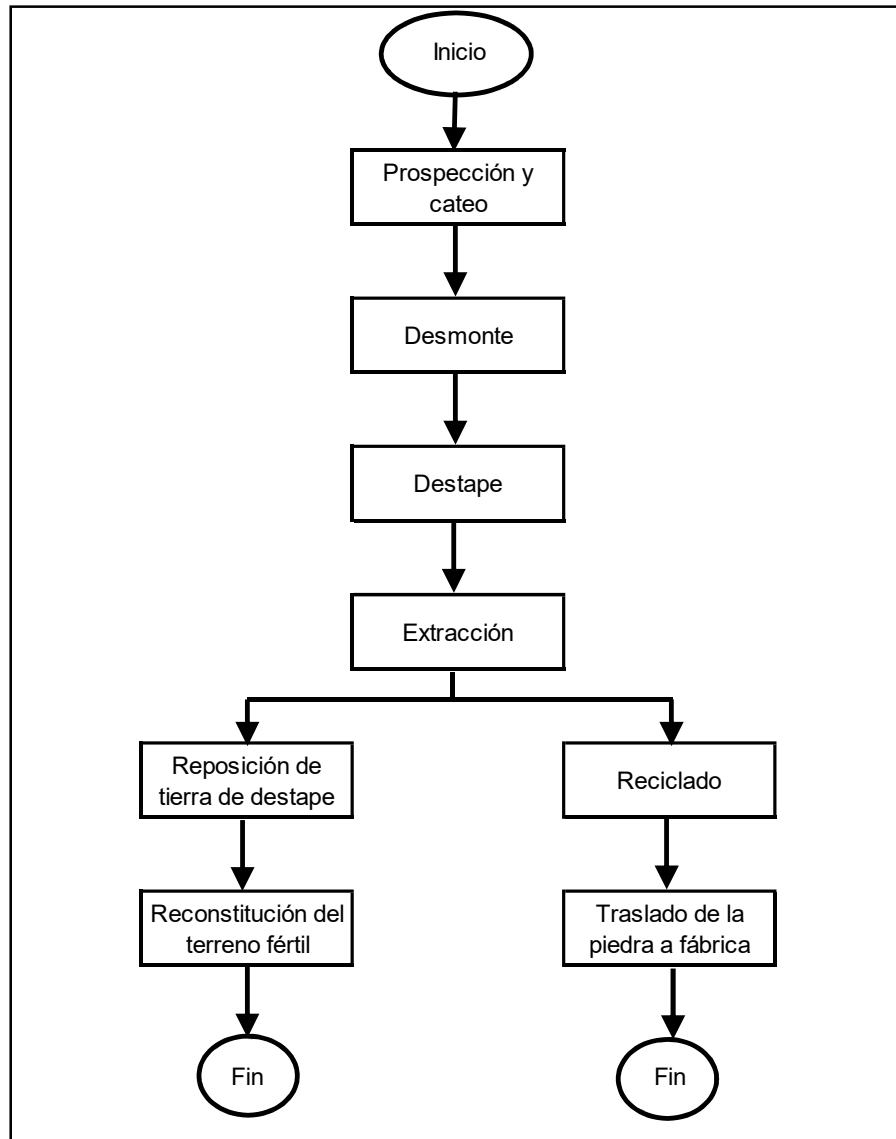 Inicio
Prospección y
cateo
Desmonte
Destape
Extracción
Reposición de
tierra de destape
Reciclado
Reconstitución del
terreno fértil
Traslado de la
piedra a fábrica
Fin
Fin